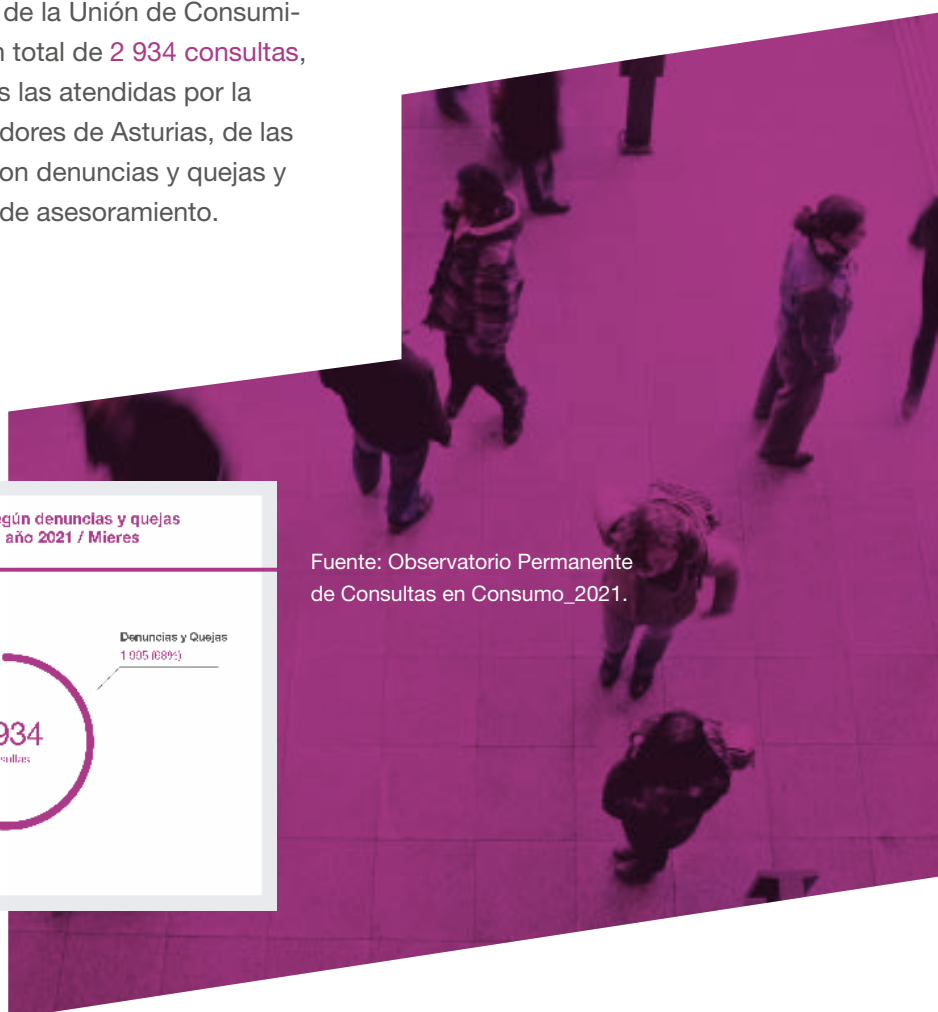 de la Unión de Consumi-
n total de 2 934 consultas,
s las atendidas por la
dores de Asturias, de las
on denuncias y quejas y
de asesoramiento.
egún denuncias y quejas
año 2021 / Mieres
Fuente: Observatorio Permanente
de Consultas en Consumo_2021.
Denuncias y Quejas
1 995 (68%)
934
sultas